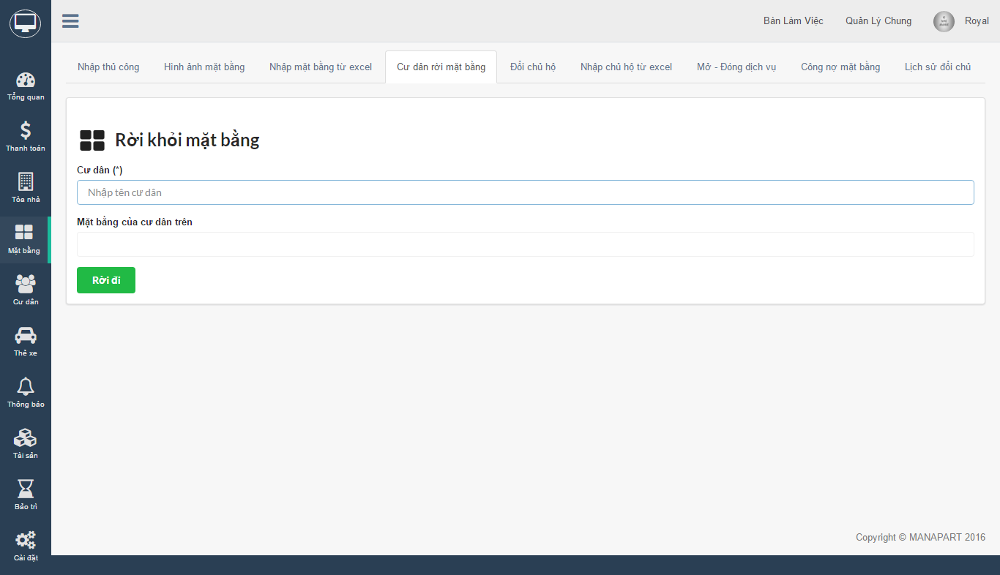 Bàn Làm Việc
Quản Lý Chung
Royal
Nhập thủ công
Hình ảnh mặt bằng
Nhập mặt bằng từ excel
Cư dân rời mặt bằng
Đổi chủ hộ
Nhập chủ hộ từ excel
Mở - Đóng dịch vụ
Công nợ mặt bằng
Lịch sử đổi chủ
Tổng quan
Thanh toán
Tòa nhà
Mặt bằng
Cư dân
Thẻ xe
Thông báo
Tài sản
Bảo trì
Cài đặt
Rời khỏi mặt bằng
Cư dân (*)
Nhập tên cư dân
Mặt bằng của cư dân trên
Rời đi
Copyright © MANAPART 2016